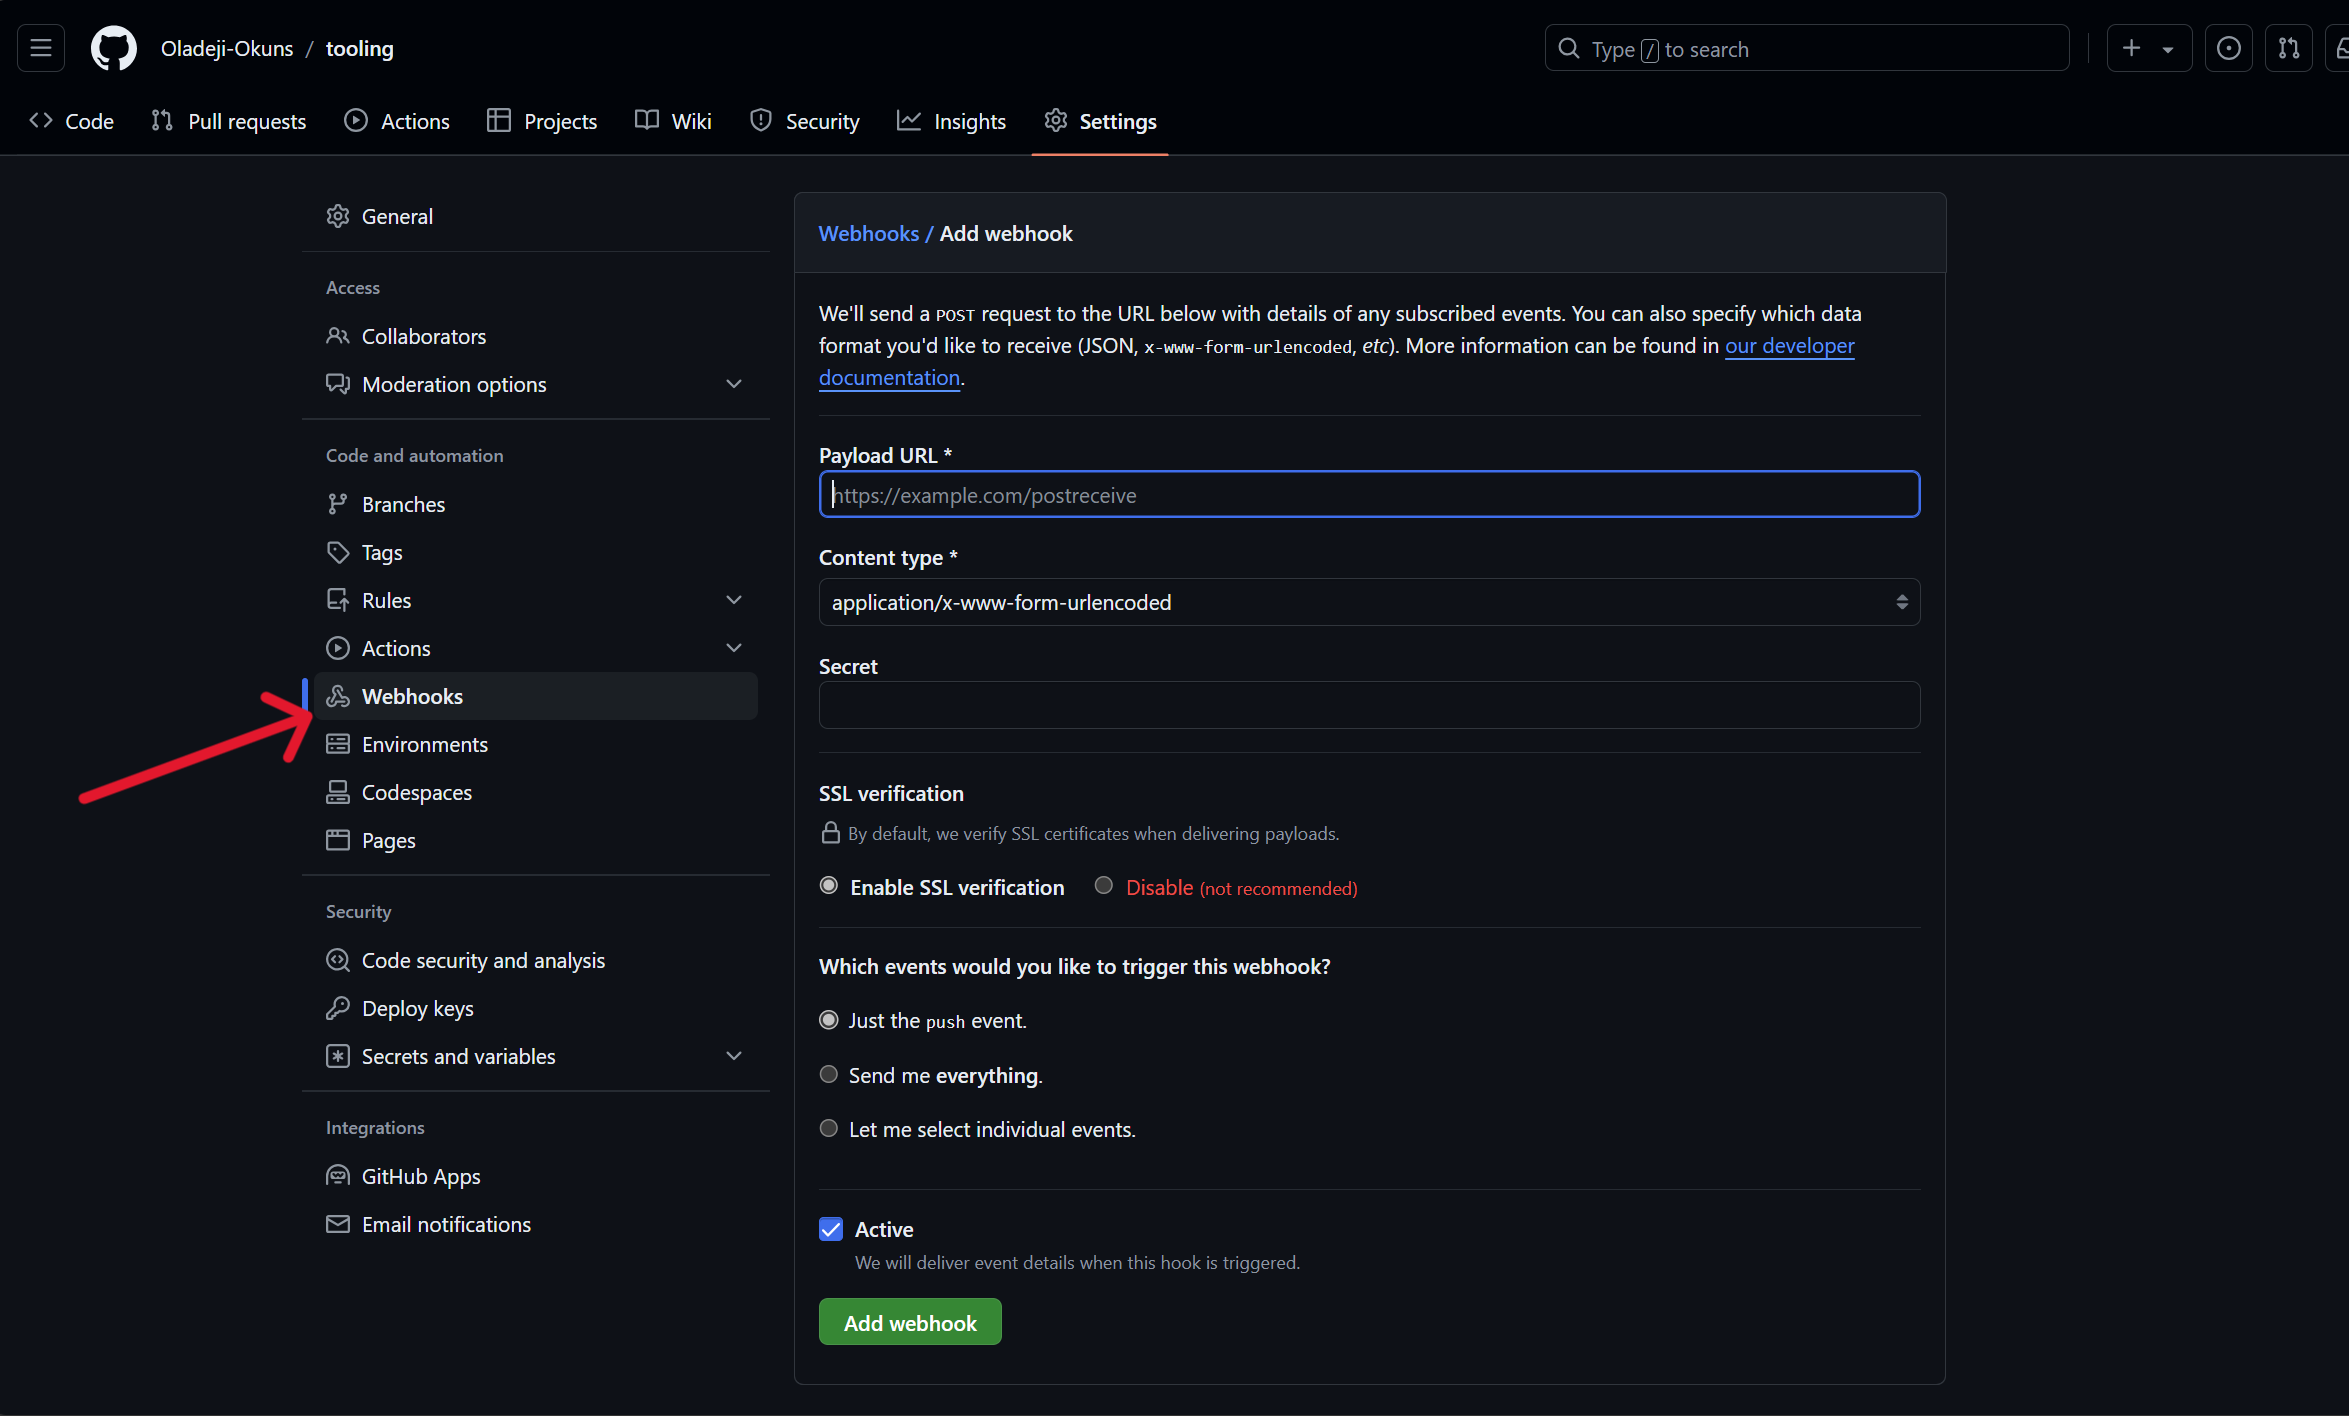 Oladeji-Okuns / tooling
Type / to search
Code
Pull requests
Actions
Projects
Wiki
Security
Insights
Settings
General
Access
Collaborators
Moderation options
Code and automation
Branches
Tags
Rules
Actions
Webhooks
Environments
Codespaces
Pages
Security
Code security and analysis
Deploy keys
Secrets and variables
Integrations
GitHub Apps
Email notifications
Webhooks / Add webhook
We'll send a POST request to the URL below with details of any subscribed events. You can also specify which data
format you'd like to receive (JSON, x-www-form-urlencoded, etc). More information can be found in our developer
documentation.
Payload URL *
https://example.com/postreceive
Content type *
application/x-www-form-urlencoded
Secret
SSL verification
By default, we verify SSL certificates when delivering payloads.
Enable SSL verification
Disable (not recommended)
Which events would you like to trigger this webhook?
Just the push event.
Send me everything.
Let me select individual events.
Active
We will deliver event details when this hook is triggered.
Add webhook